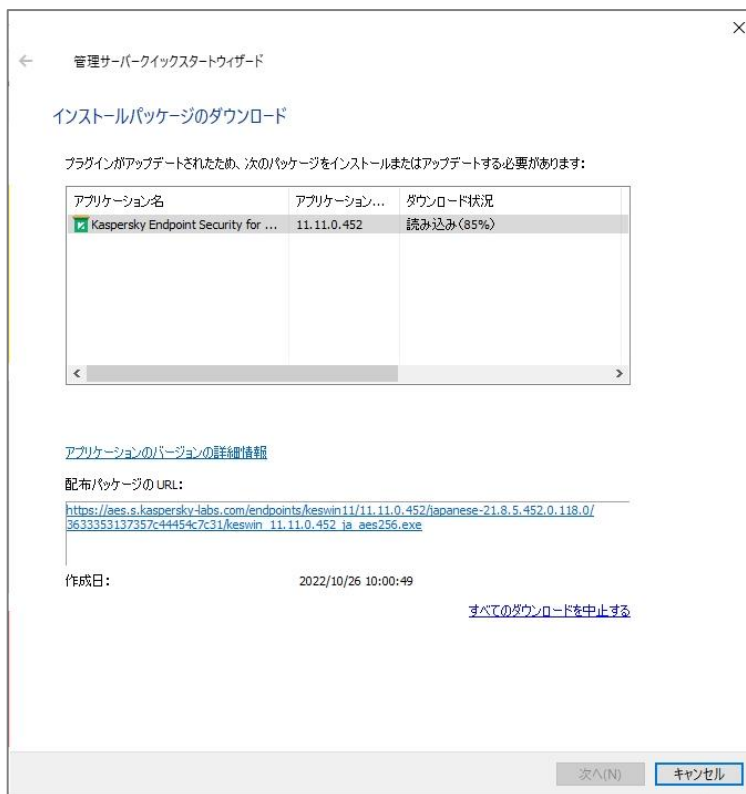 管理サーバークイックスタートウィザード
インストールパッケージのダウンロード
プラグインがアップデートされたため、次のパッケージをインストールまたはアップデートする必要があります:
アプリケーション名 アプリケーション... ダウンロード状況
Kaspersky Endpoint Security for ... 11.11.0.452 読み込み(85%)
アプリケーションのバージョンの詳細情報
配布パッケージの URL:
https://aes.s.kaspersky-labs.com/endpoints/keswin11/11.11.0.452/japanese-21.8.5.452.0.118.0/
3633353137357c44454c7c31/keswin_11.11.0.452_ja_aes256.exe
作成日: 2022/10/26 10:00:49
すべてのダウンロードを中止する
次へ(N) キャンセル